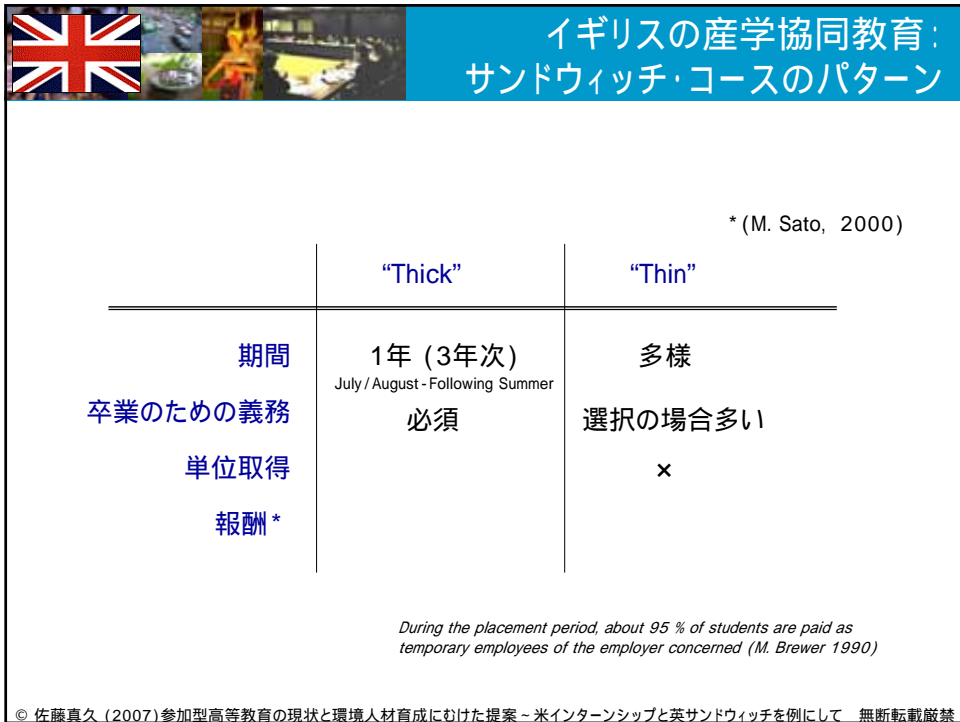 イギリスの産学協同教育:
サンドウィッチ・コースのパターン
*(M. Sato, 2000)
“Thick” “Thin”
期間 1年 (3年次) 多様
July / August - Following Summer
卒業のための義務 必須 選択の場合多い
単位取得 ×
報酬*
During the placement period, about 95 % of students are paid as
temporary employees of the employer concerned (M. Brewer 1990)
© 佐藤真久 (2007)参加型高等教育の現状と環境人材育成にむけた提案 ~ 米インターンシップと英サンドウィッチを例にして 無断転載厳禁